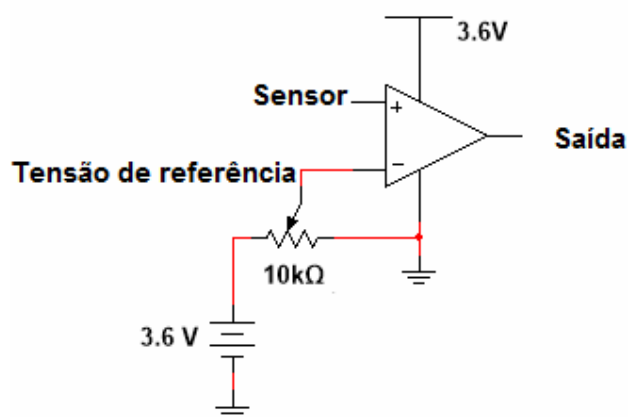 3.6V
Sensor
+
Saída
Tensão de referência
−
10kΩ
3.6 V